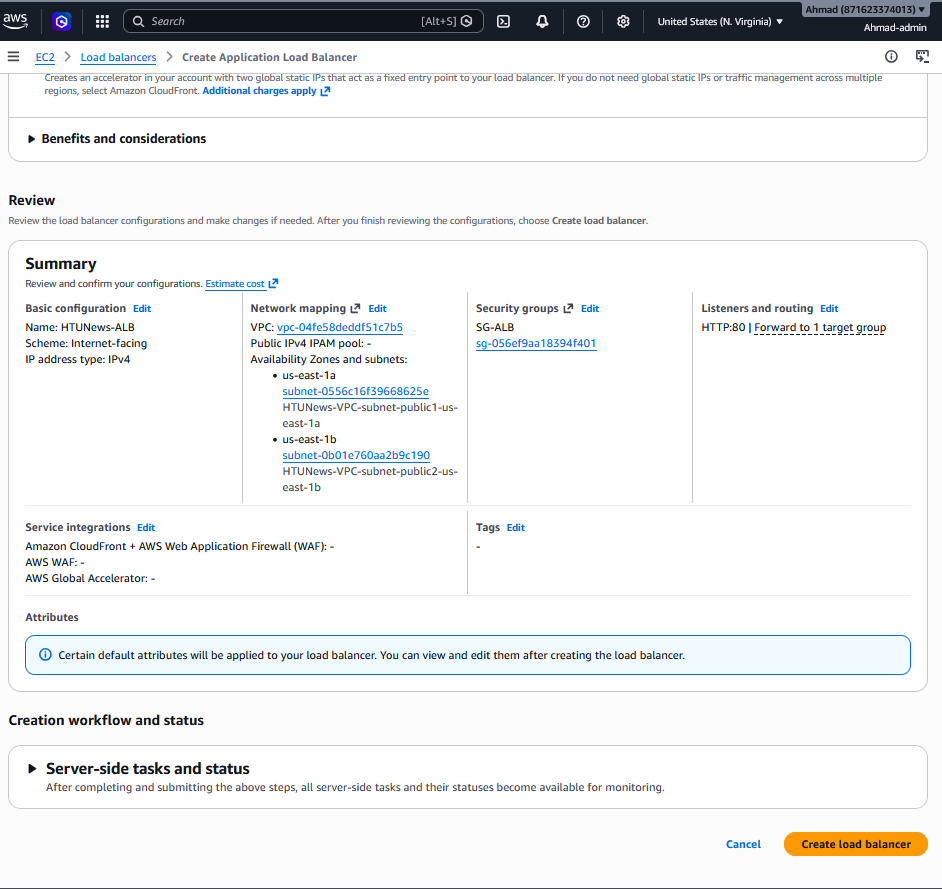 aws
Search
[Alt+S]
United States (N. Virginia) ▼
Ahmad (871623374013) ▼
Ahmad-admin
EC2 > Load balancers > Create Application Load Balancer
Creates an accelerator in your account with two global static IPs that act as a fixed entry point to your load balancer. If you do not need global static IPs or traffic management across multiple
regions, select Amazon CloudFront. Additional charges apply
Benefits and considerations
Review
Review the load balancer configurations and make changes if needed. After you finish reviewing the configurations, choose Create load balancer.
Summary
Review and confirm your configurations. Estimate cost
Basic configuration Edit
Name: HTUNews-ALB
Scheme: Internet-facing
IP address type: IPv4
Network mapping Edit
VPC: vpc-04fe58deddf51c7b5
Public IPv4 IPAM pool: -
Availability Zones and subnets:
• us-east-1a
subnet-0556c16f39668625e
HTUNews-VPC-subnet-public1-us-
east-1a
• us-east-1b
subnet-0b01e760aa2b9c190
HTUNews-VPC-subnet-public2-us-
east-1b
Security groups Edit
SG-ALB
sg-056ef9aa18394f401
Listeners and routing Edit
HTTP:80 | Forward to 1 target group
Service integrations Edit
Amazon CloudFront + AWS Web Application Firewall (WAF): -
AWS WAF: -
AWS Global Accelerator: -
Tags Edit
-
Attributes
Certain default attributes will be applied to your load balancer. You can view and edit them after creating the load balancer.
Creation workflow and status
Server-side tasks and status
After completing and submitting the above steps, all server-side tasks and their statuses become available for monitoring.
Cancel
Create load balancer